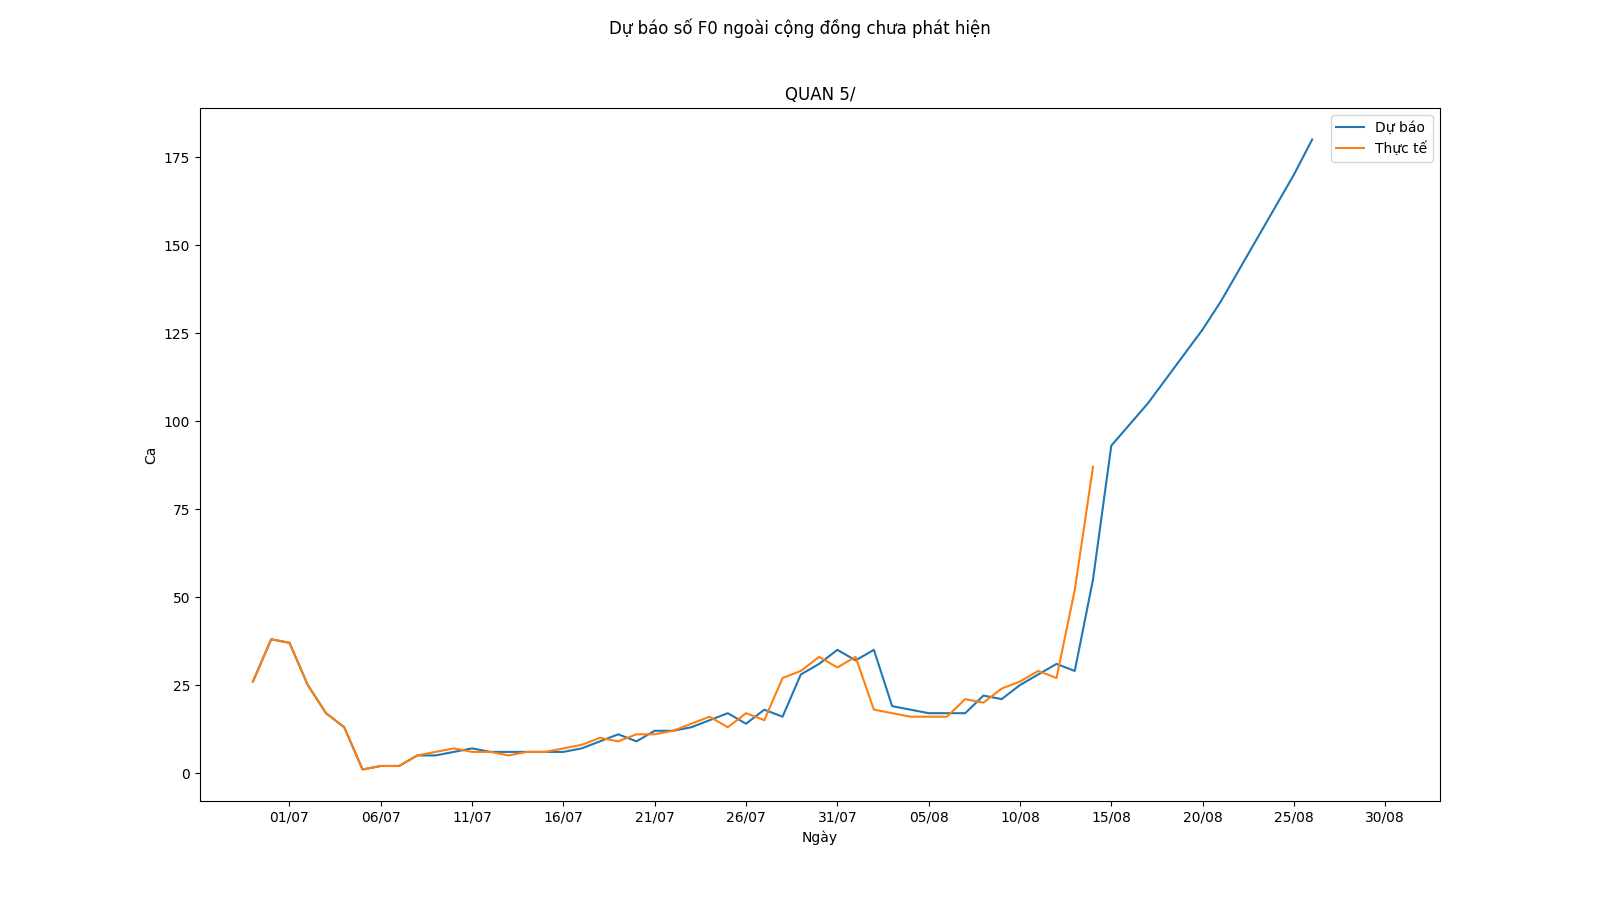 Dự báo số F0 ngoài cộng đồng chưa phát hiện
QUAN 5/
Dự báo
Thực tế
175
150
125
100
75
50
25
0
Ca
01/07 06/07 11/07 16/07 21/07 26/07 31/07 05/08 10/08 15/08 20/08 25/08 30/08
Ngày